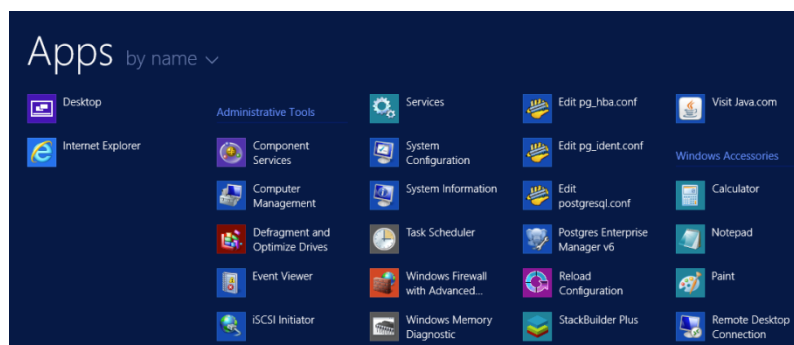 Apps by name
Desktop
Internet Explorer
Administrative Tools
Component
Services
Computer
Management
Defragment and
Optimize Drives
Event Viewer
iSCSI Initiator
Services
System
Configuration
System Information
Task Scheduler
Windows Firewall
with Advanced...
Windows Memory
Diagnostic
Edit pg_hba.conf
Edit pg_ident.conf
Edit
postgresql.conf
Postgres Enterprise
Manager v6
Reload
Configuration
StackBuilder Plus
Visit Java.com
Windows Accessories
Calculator
Notepad
Paint
Remote Desktop
Connection